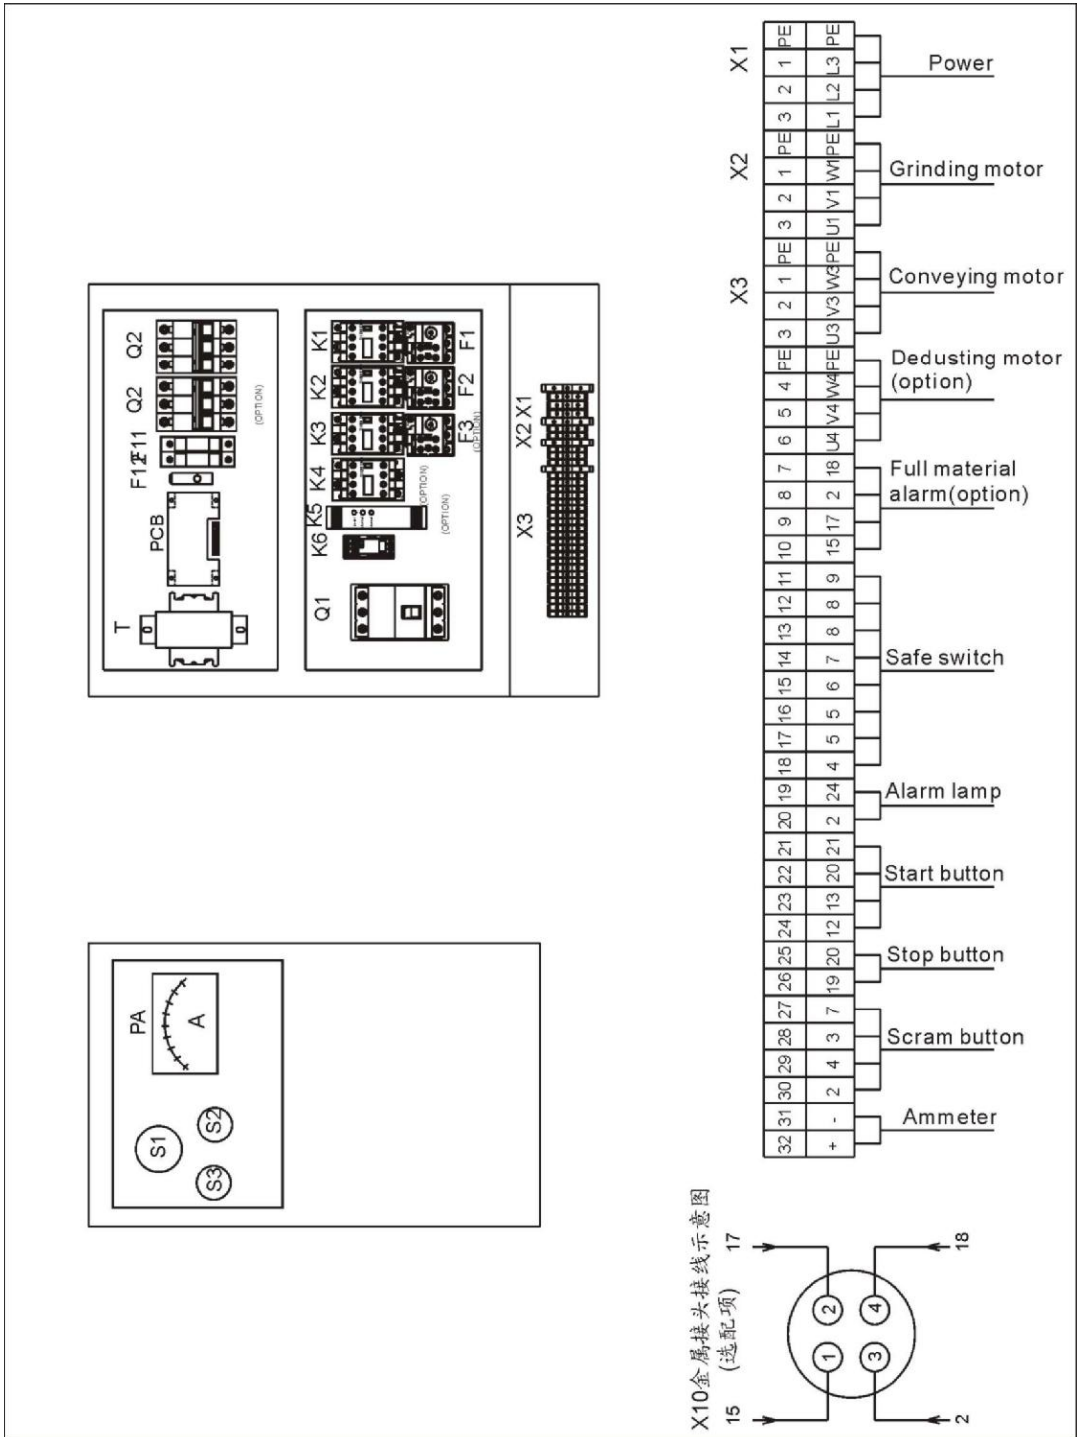 X1
PE PE
1 L3
2 L2
3 L1
Power
X2
PE PE
1 W1
2 V1
3 U1
Grinding motor
X3
PE PE
1 W3
2 V3
3 U3
Conveying motor
PE PE
4 W4
5 V4
6 U4
Dedusting motor
(option)
7 18
8 2
9 17
10 15
Full material
alarm(option)
11 9
12 8
13 8
14 7
15 6
16 5
17 5
18 4
Safe switch
19 24
20 2
Alarm lamp
21 21
22 20
23 13
24 12
Start button
25 20
26 19
Stop button
27 7
28 3
29 4
30 2
Scram button
31 -
32 +
Ammeter
Q2
Q2
(OPTION)
F11
F12
PCB
T
K1
F1
K2
F2
K3
F3
(OPTION)
K4
(OPTION)
K5
(OPTION)
K6
Q1
X1
X2
X3
PA
A
S1
S2
S3
X10金属接头接线示意图
(选配项)
17
18
15
2
2
4
1
3